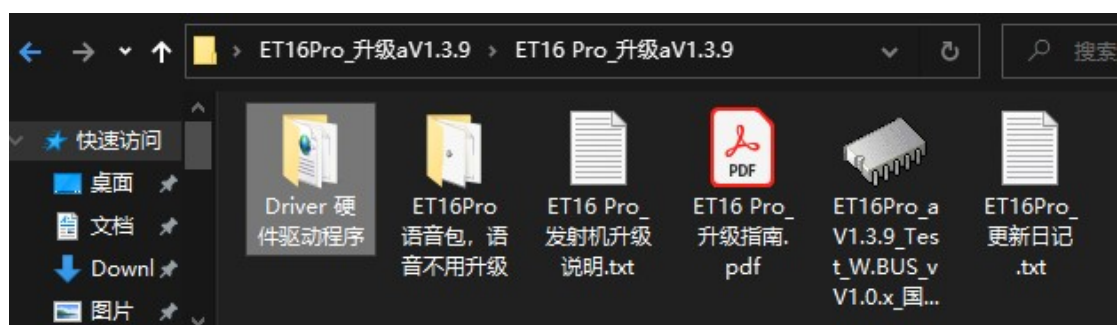 ET16Pro_升级aV1.3.9 › ET16 Pro_升级aV1.3.9
搜索
快速访问
桌面
文档
Downl
图片
Driver 硬
件驱动程序
ET16Pro
语音包，语
音不用升级
ET16 Pro_
发射机升级
说明.txt
PDF
ET16 Pro_
升级指南.
pdf
ET16Pro_a
V1.3.9_Tes
t_W.BUS_v
V1.0.x_国...
ET16Pro_
更新日记
.txt